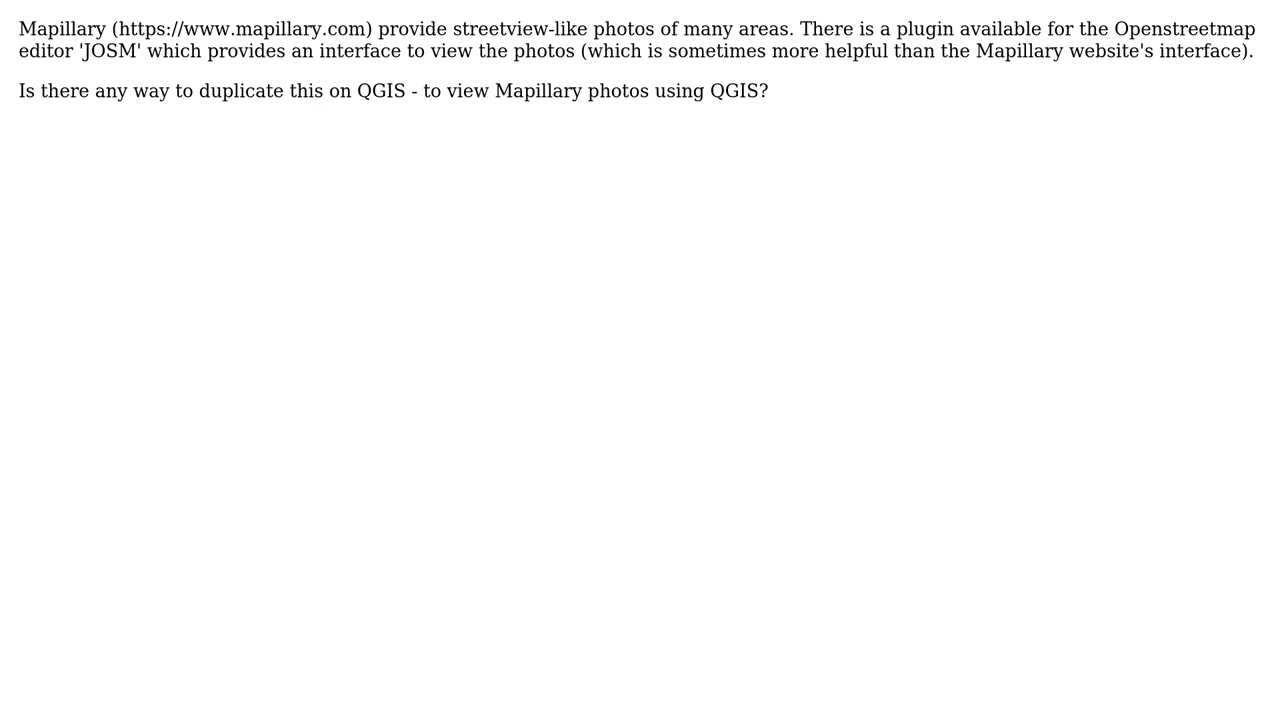 Mapillary (https://www.mapillary.com) provide streetview-like photos of many areas. There is a plugin available for the Openstreetmap
editor 'JOSM' which provides an interface to view the photos (which is sometimes more helpful than the Mapillary website's interface).
Is there any way to duplicate this on QGIS - to view Mapillary photos using QGIS?